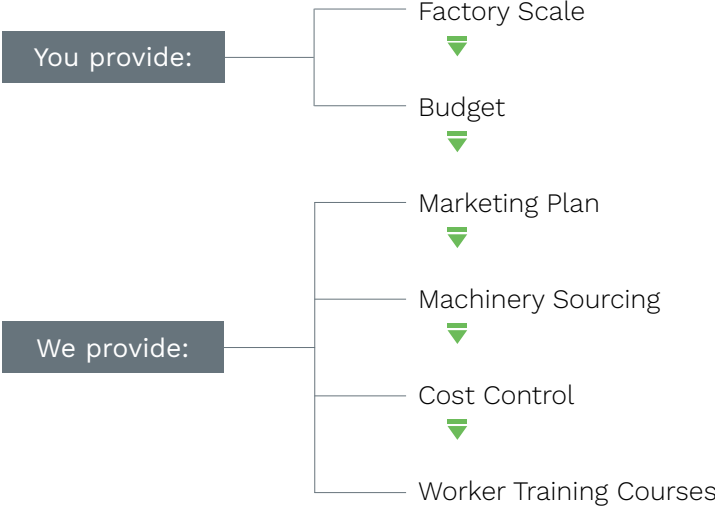 You provide:
Factory Scale
Budget
We provide:
Marketing Plan
Machinery Sourcing
Cost Control
Worker Training Courses